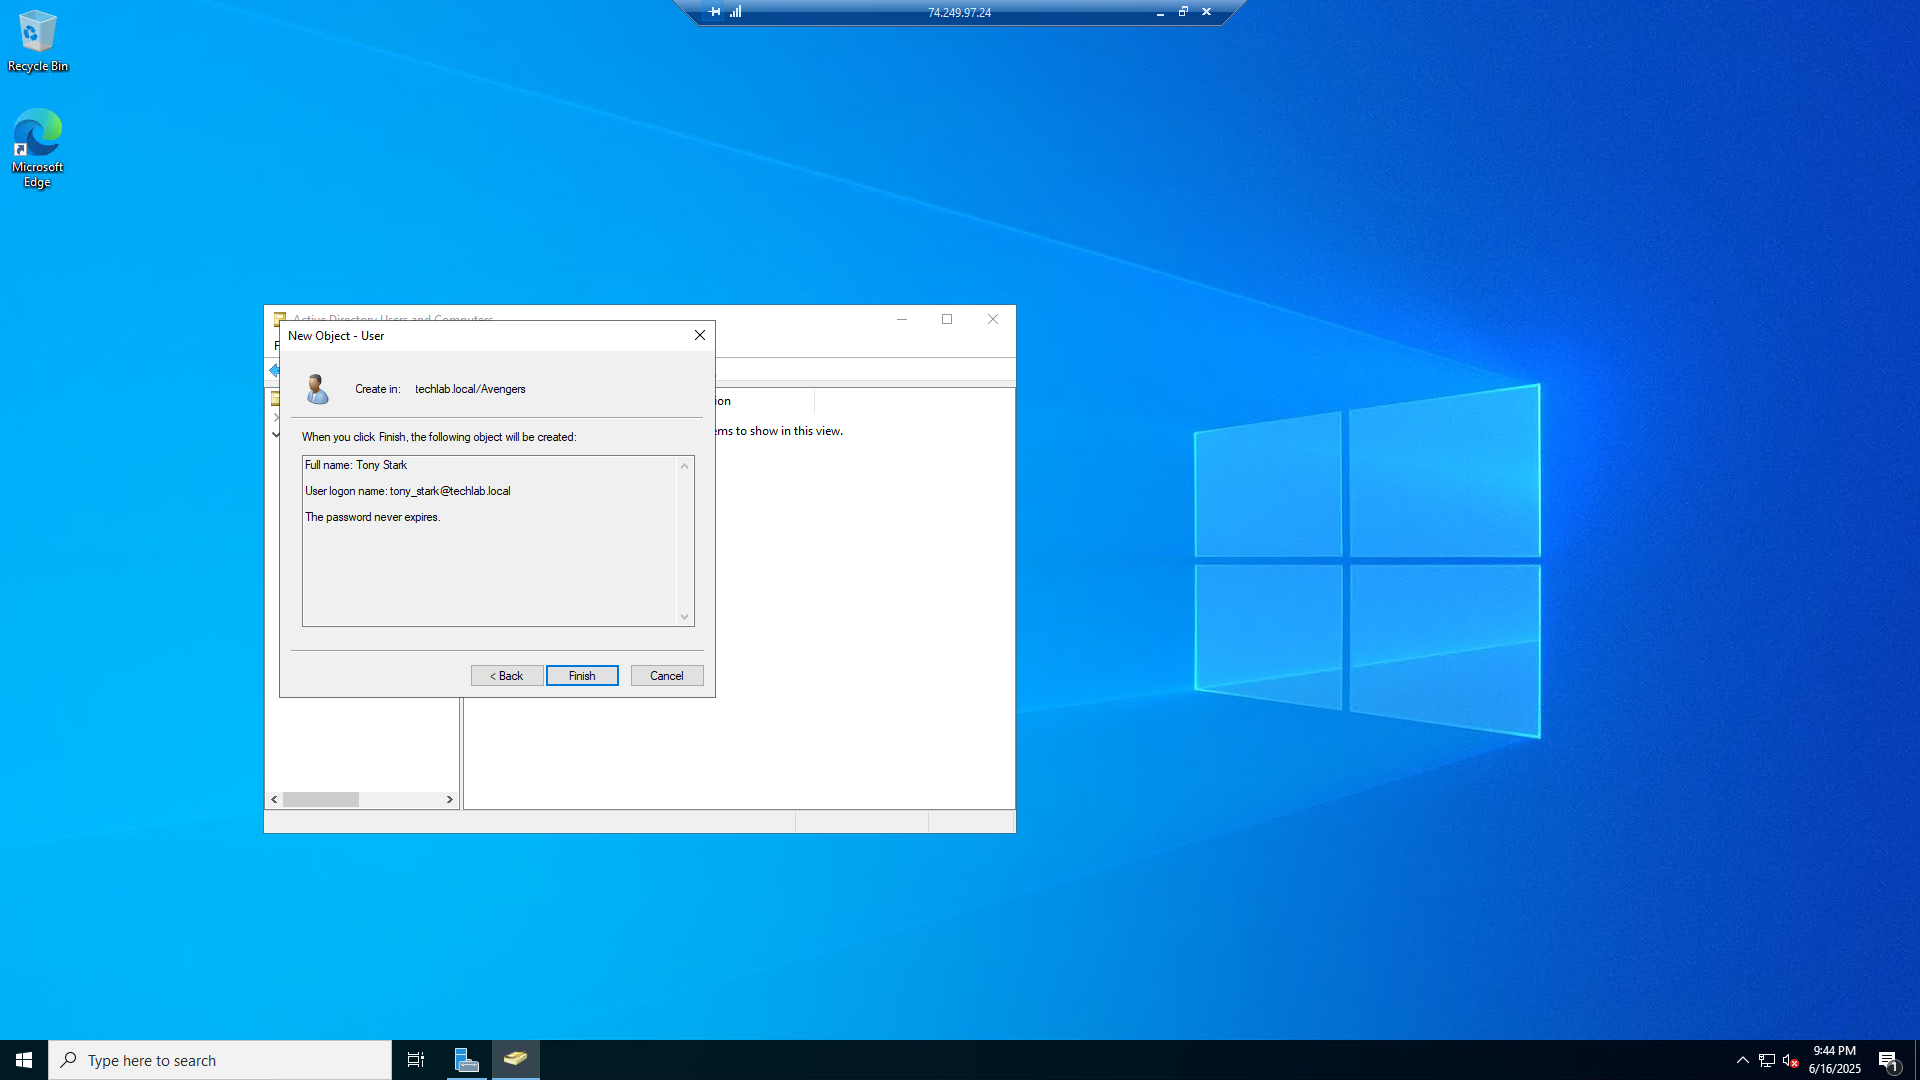 74.249.97.24
Recycle Bin
Microsoft
Edge
Active Directory Users and Computers
New Object - User
Create in: techlab.local/Avengers
When you click Finish, the following object will be created:
Full name: Tony Stark
User logon name: tony_stark@techlab.local
The password never expires.
< Back
Finish
Cancel
ion
ems to show in this view.
Type here to search
9:44 PM
6/16/2025
1